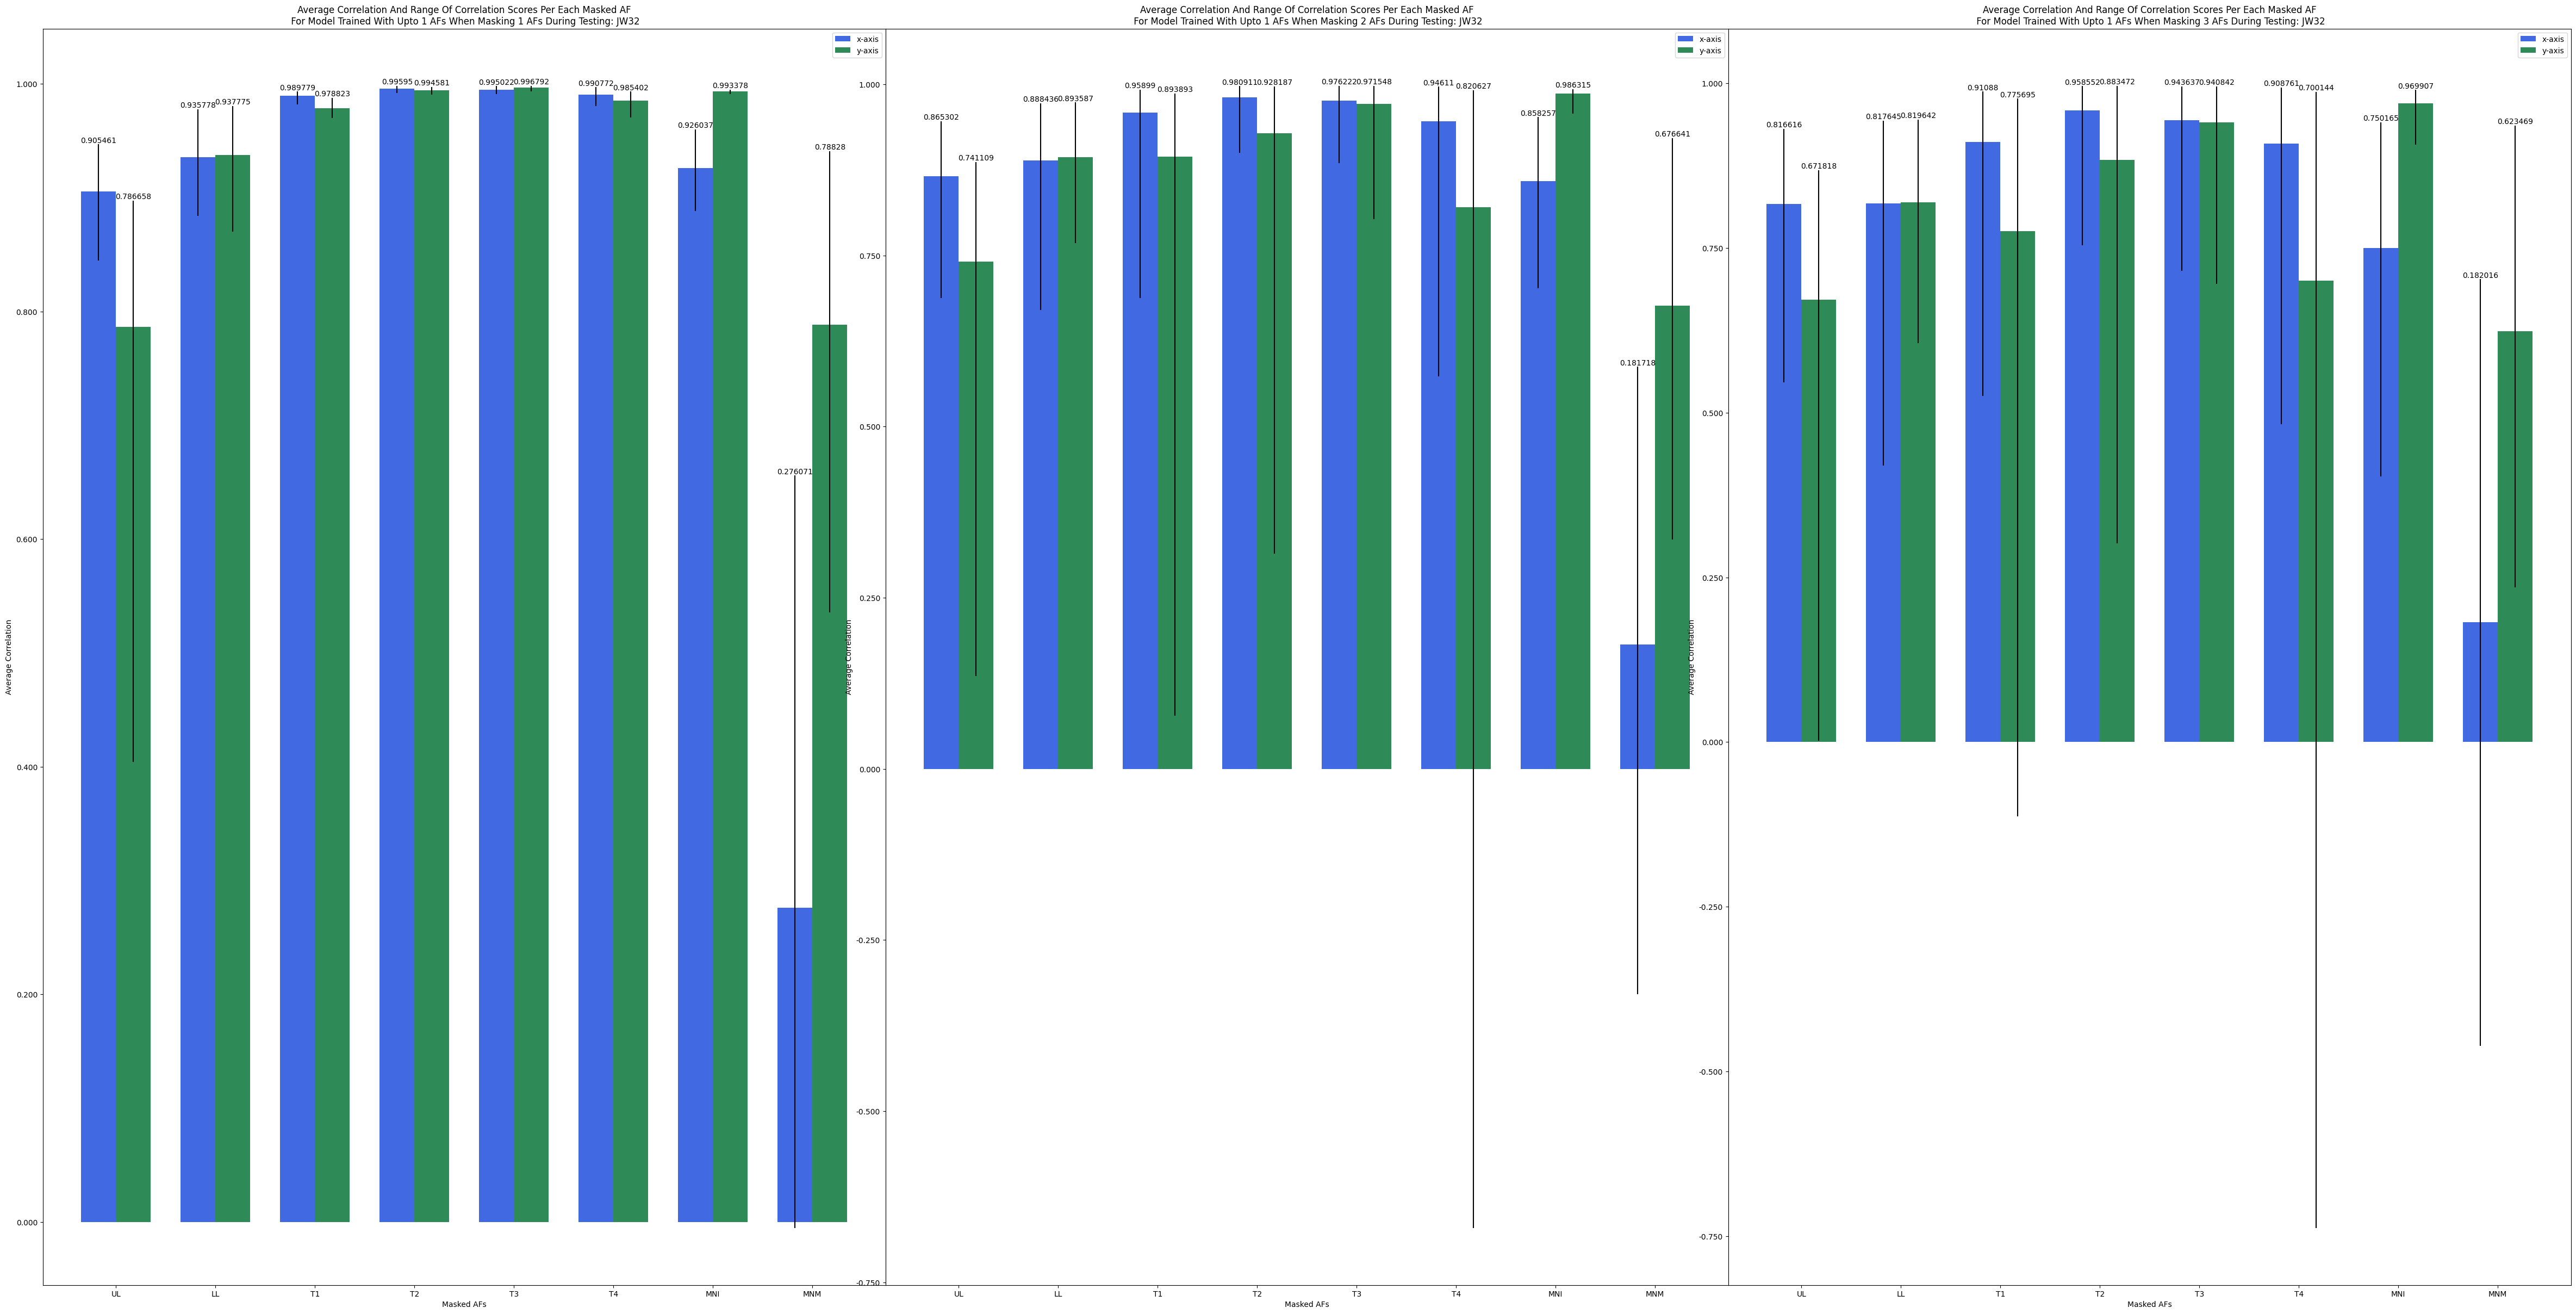 Average Correlation And Range Of Correlation Scores Per Each Masked AF
For Model Trained With Upto 1 AFs When Masking 1 AFs During Testing: JW32
x-axis
y-axis
1.000
0.800
0.600
0.400
0.200
0.000
Average Correlation
0.905461
0.786658
0.935778
0.937775
0.989779
0.978823
0.99595
0.994581
0.995022
0.996792
0.990772
0.985402
0.926037
0.993378
0.276071
0.78828
UL
LL
T1
T2
T3
T4
MNI
MNM
Masked AFs
Average Correlation And Range Of Correlation Scores Per Each Masked AF
For Model Trained With Upto 1 AFs When Masking 2 AFs During Testing: JW32
x-axis
y-axis
1.000
0.750
0.500
0.250
0.000
-0.250
-0.500
-0.750
Average Correlation
0.865302
0.741109
0.888436
0.893587
0.95899
0.893893
0.980911
0.928187
0.976222
0.971548
0.94611
0.820627
0.858257
0.986315
0.181718
0.676641
UL
LL
T1
T2
T3
T4
MNI
MNM
Masked AFs
Average Correlation And Range Of Correlation Scores Per Each Masked AF
For Model Trained With Upto 1 AFs When Masking 3 AFs During Testing: JW32
x-axis
y-axis
1.000
0.750
0.500
0.250
0.000
-0.250
-0.500
-0.750
Average Correlation
0.816616
0.671818
0.817645
0.819642
0.91088
0.775695
0.958552
0.883472
0.943637
0.940842
0.908761
0.700144
0.750165
0.969907
0.182016
0.623469
UL
LL
T1
T2
T3
T4
MNI
MNM
Masked AFs